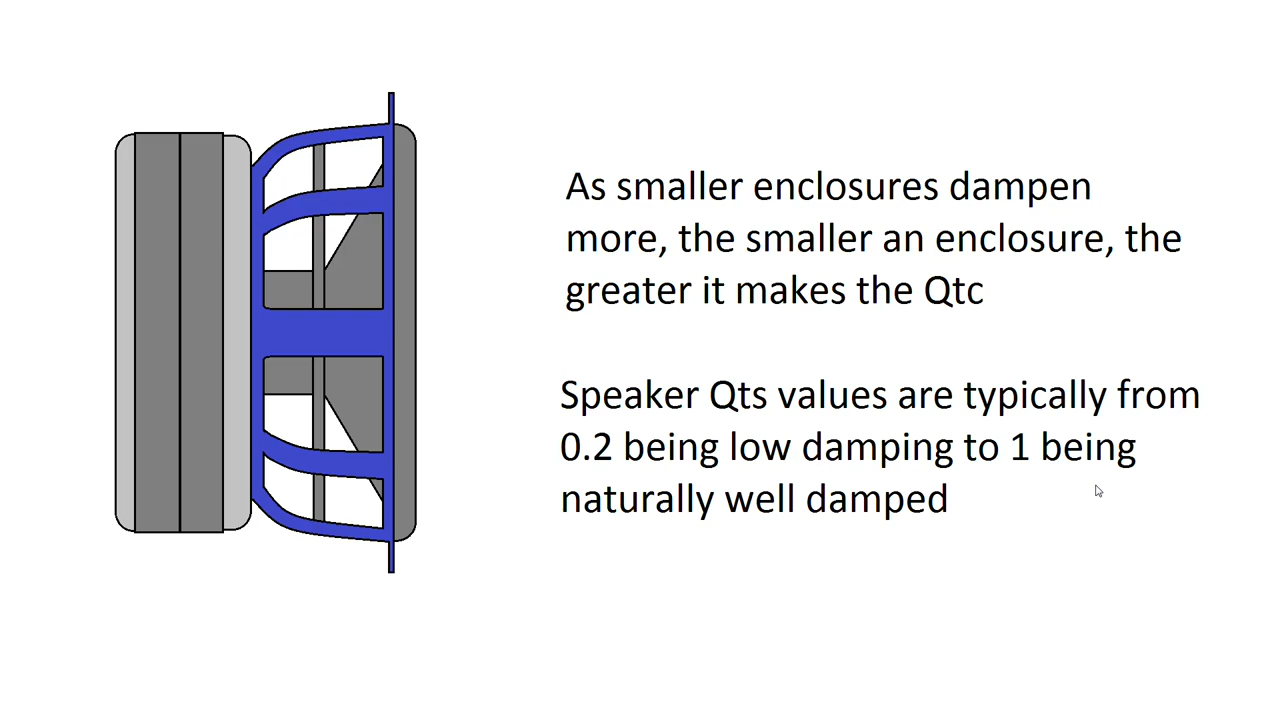 As smaller enclosures dampen
more, the smaller an enclosure, the
greater it makes the Qtc
Speaker Qts values are typically from
0.2 being low damping to 1 being
naturally well damped